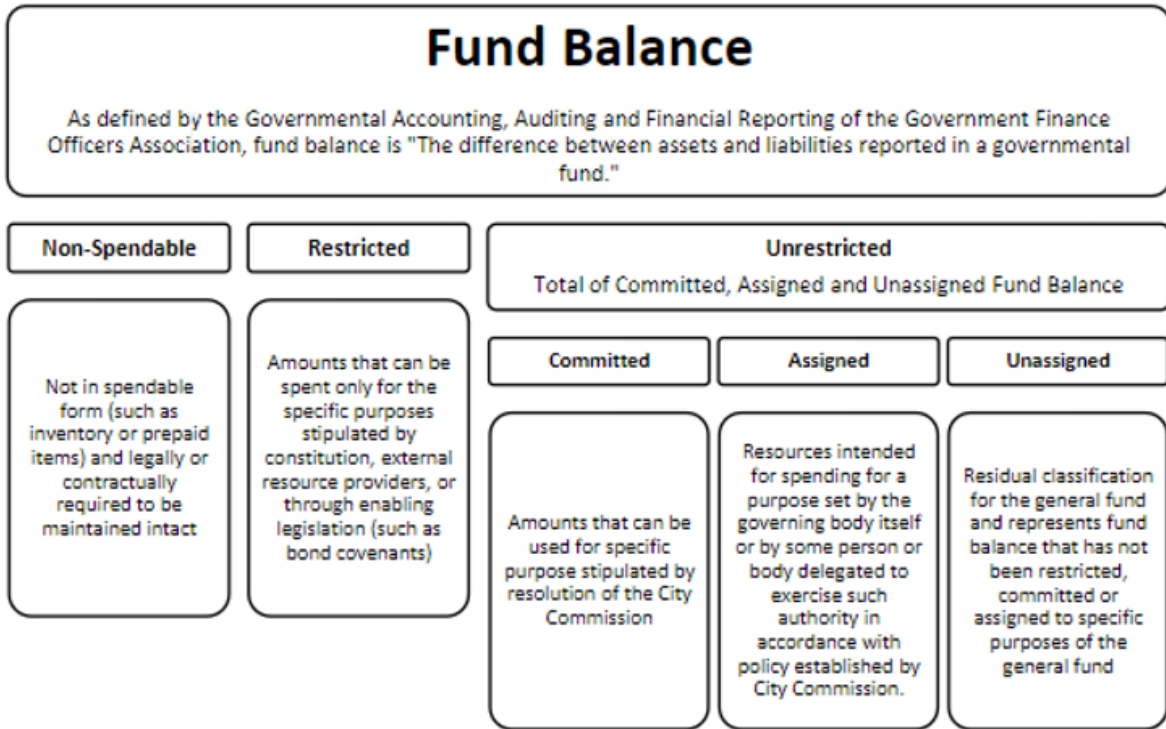 Fund Balance
As defined by the Governmental Accounting, Auditing and Financial Reporting of the Government Finance
Officers Association, fund balance is "The difference between assets and liabilities reported in a governmental
fund."
Non-Spendable
Not in spendable
form (such as
inventory or prepaid
items) and legally or
contractually
required to be
maintained intact
Restricted
Amounts that can be
spent only for the
specific purposes
stipulated by
constitution, external
resource providers, or
through enabling
legislation (such as
bond covenants)
Unrestricted
Total of Committed, Assigned and Unassigned Fund Balance
Committed
Amounts that can be
used for specific
purpose stipulated by
resolution of the City
Commission
Assigned
Resources intended
for spending for a
purpose set by the
governing body itself
or by some person or
body delegated to
exercise such
authority in
accordance with
policy established by
City Commission.
Unassigned
Residual classification
for the general fund
and represents fund
balance that has not
been restricted,
committed or
assigned to specific
purposes of the
general fund